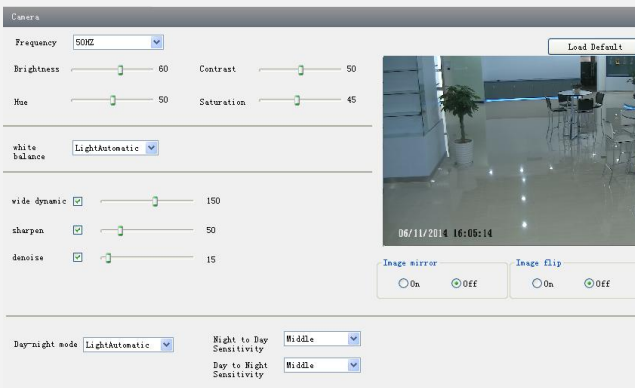 Camera
Frequency 50HZ
Load Default
Brightness 60 Contrast 50
Hue 50 Saturation 45
white
balance LightAutomatic
wide dynamic 150
sharpen 50
denoise 15
06/11/2014 16:05:14
Image mirror Image flip
On Off On Off
Day-night mode LightAutomatic
Night to Day
Sensitivity Middle
Day to Night
Sensitivity Middle